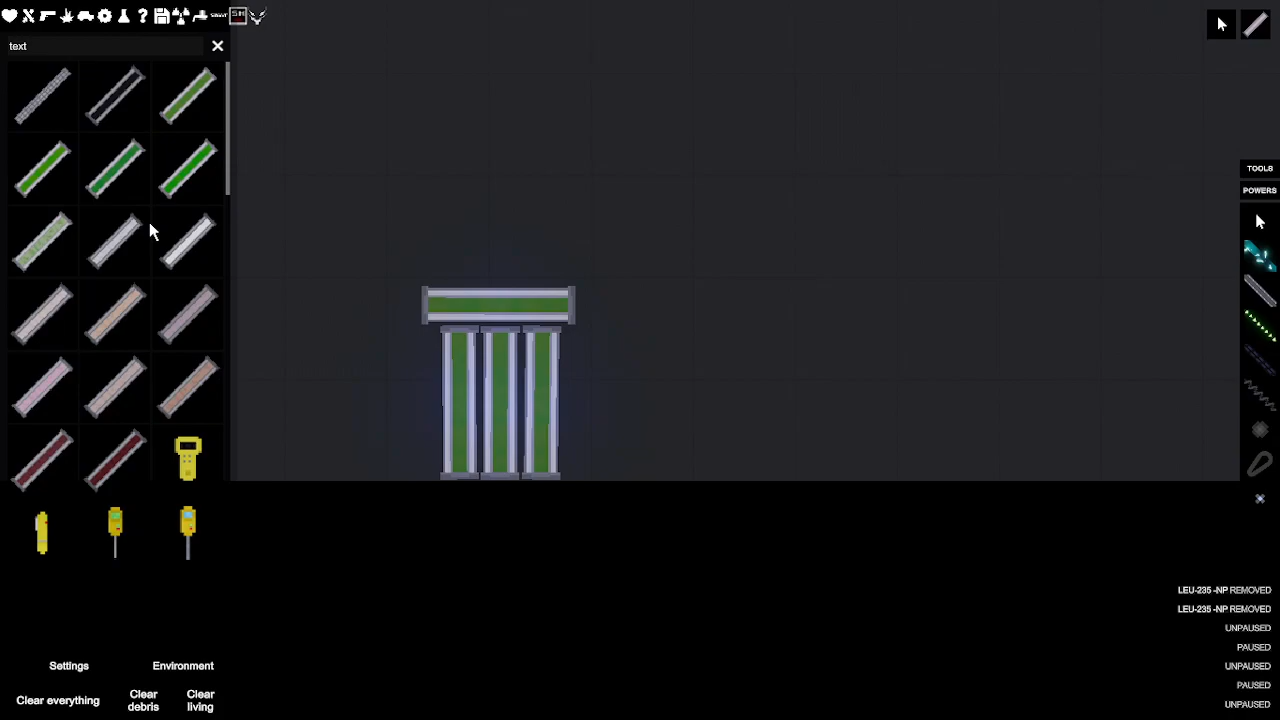 text
TOOLS
POWERS
LEU-235 -NP REMOVED
LEU-235 -NP REMOVED
UNPAUSED
PAUSED
UNPAUSED
PAUSED
UNPAUSED
Settings Environment
Clear everything Clear debris Clear living